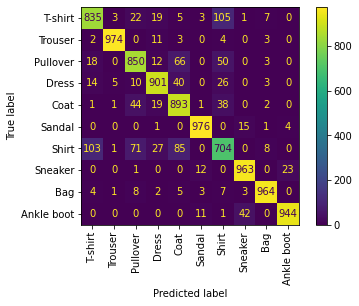 T-shirt 835 3 22 19 5 3 105 1 7 0
Trouser 2 974 0 11 3 0 4 0 3 0
Pullover 18 0 850 12 66 0 50 0 3 0
Dress 14 5 10 901 40 0 26 0 3 0
Coat 1 1 44 19 893 1 38 0 2 0
Sandal 0 0 0 1 0 976 0 15 1 4
Shirt 103 1 71 27 85 0 704 0 8 0
Sneaker 0 0 1 0 0 12 0 963 0 23
Bag 4 1 8 2 5 3 7 3 964 0
Ankle boot 0 0 0 0 0 11 1 42 0 944
T-shirt Trouser Pullover Dress Coat Sandal Shirt Sneaker Bag Ankle boot
Predicted label
True label
800
600
400
200
0